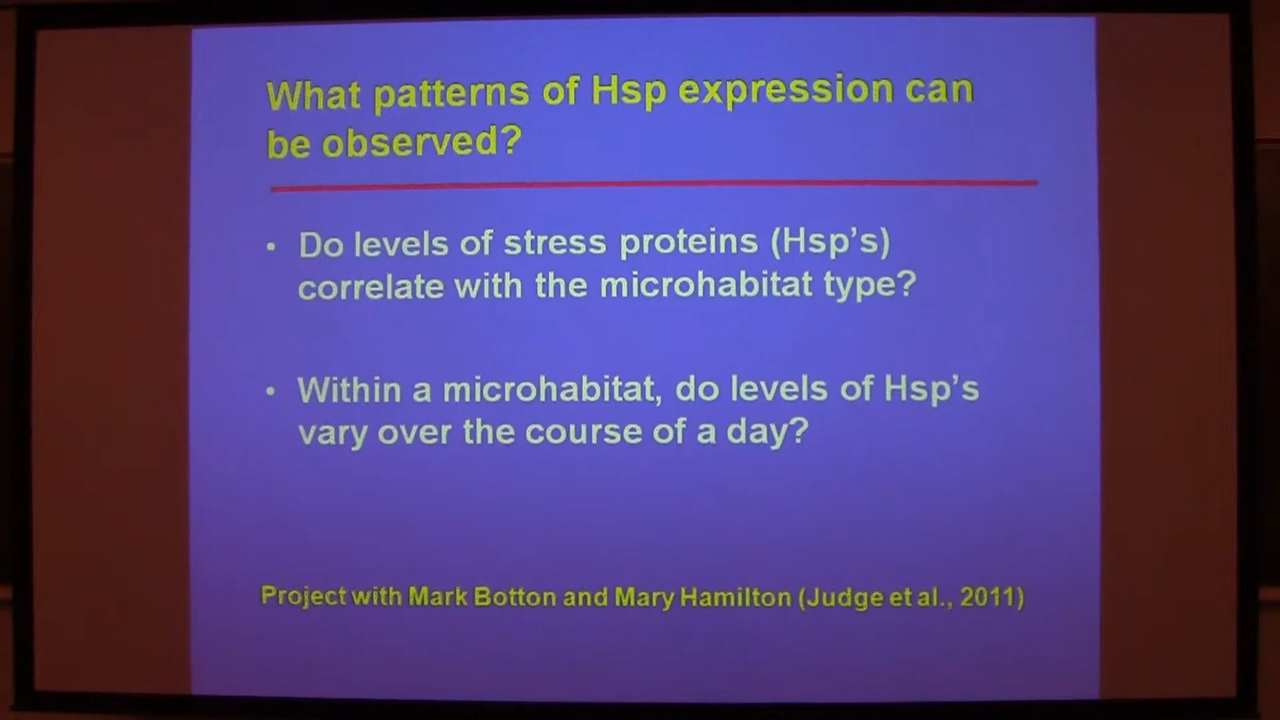 What patterns of Hsp expression can
be observed?
• Do levels of stress proteins (Hsp's)
correlate with the microhabitat type?
• Within a microhabitat, do levels of Hsp's
vary over the course of a day?
Project with Mark Botton and Mary Hamilton (Judge et al., 2011)